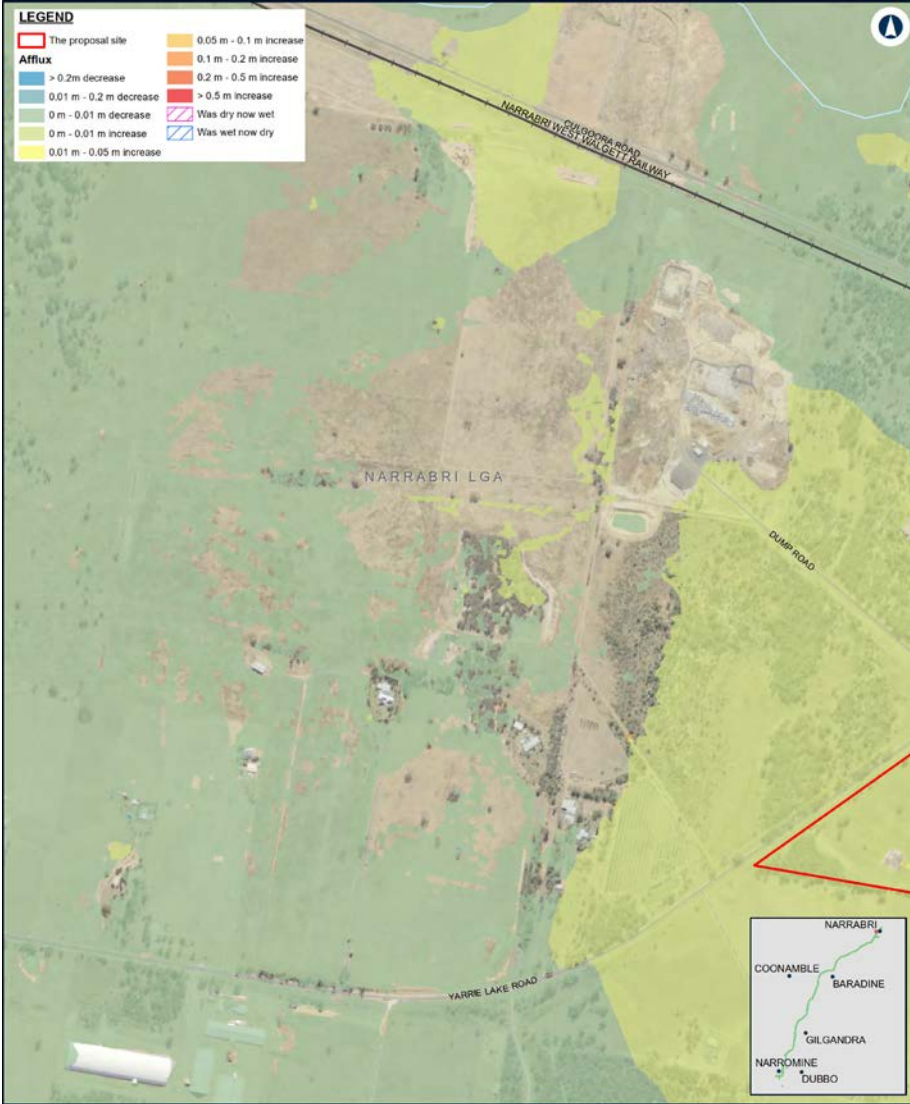 LEGEND
The proposal site
Afflux
> 0.2m decrease
0.01 m - 0.2 m decrease
0 m - 0.01 m decrease
0 m - 0.01 m increase
0.01 m - 0.05 m increase
0.05 m - 0.1 m increase
0.1 m - 0.2 m increase
0.2 m - 0.5 m increase
> 0.5 m increase
Was dry now wet
Was wet now dry
CULGOORA ROAD
NARRABRI WEST WALGETT RAILWAY
NARRABRI LGA
DUMP ROAD
YARRIE LAKE ROAD
NARRABRI
COONAMBLE
BARADINE
GILGANDRA
NARROMINE
DUBBO